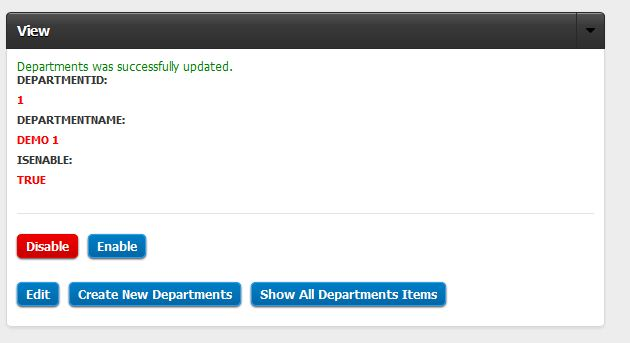 View
Departments was successfully updated.
DEPARTMENTID:
1
DEPARTMENTNAME:
DEMO 1
ISENABLE:
TRUE
Disable Enable
Edit Create New Departments Show All Departments Items